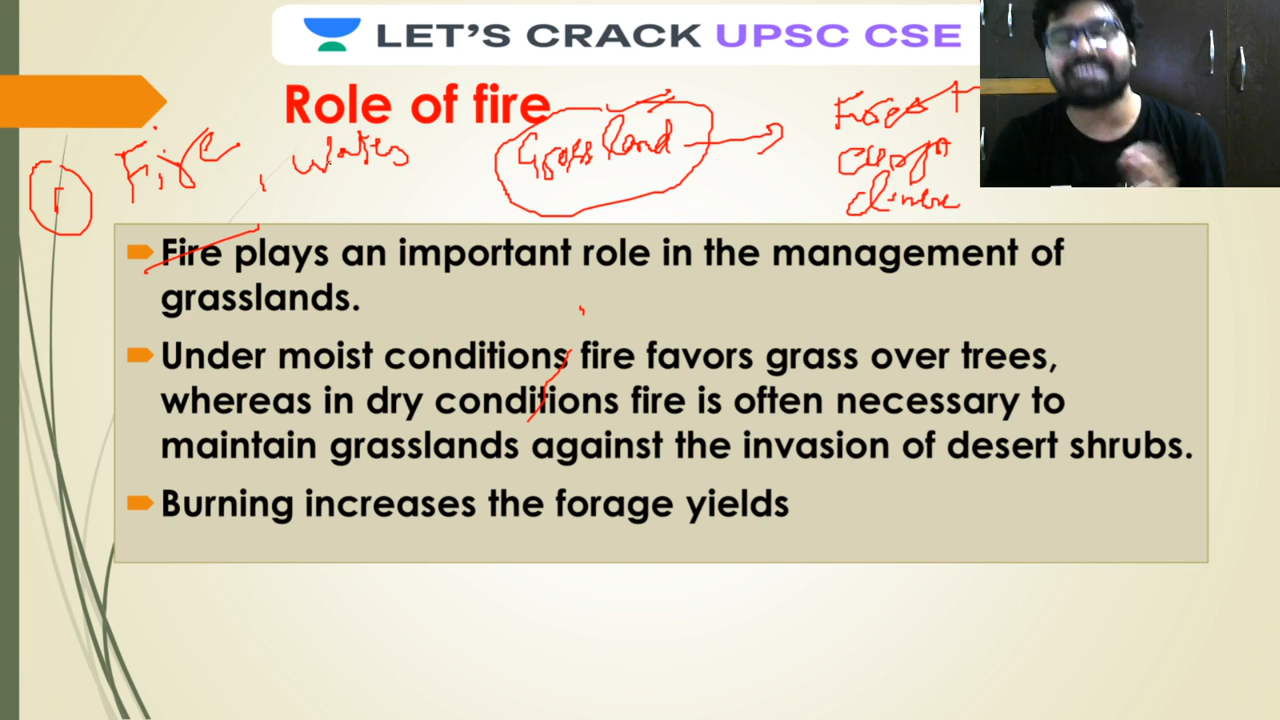 LET'S CRACK UPSC CSE
Role of fire
Fire, water
Grass land
Fire plays an important role in the management of
grasslands.
Under moist conditions fire favors grass over trees,
whereas in dry conditions fire is often necessary to
maintain grasslands against the invasion of desert shrubs.
Burning increases the forage yields